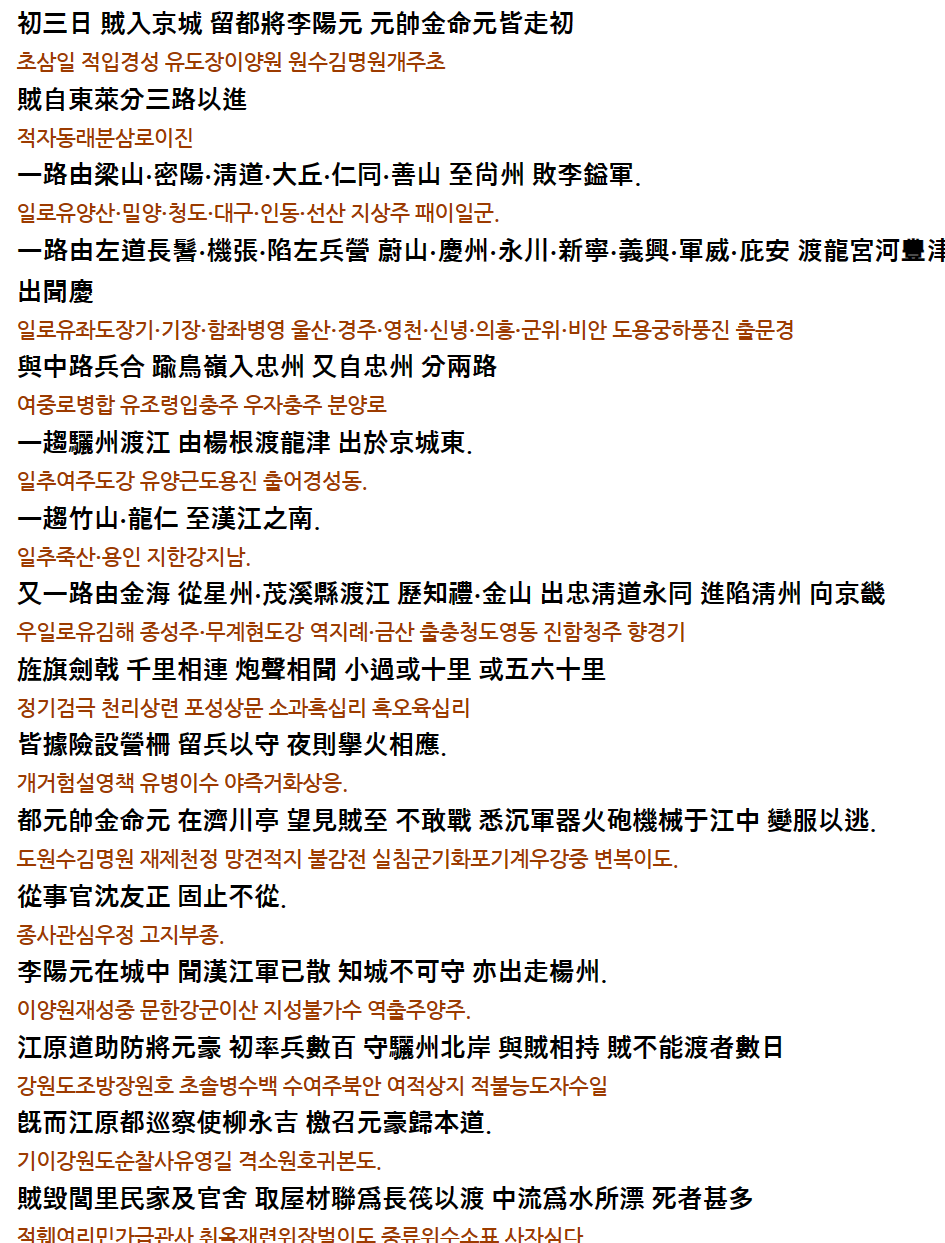 初三日 賊入京城 留都將李陽元 元帥金命元皆走初
초삼일 적입경성 유도장이양원 원수김명원개주초
賊自東萊分三路以進
적자동래분삼로이진
一路由梁山·密陽·淸道·大丘·仁同·善山 至尙州 敗李鎰軍.
일로유양산·밀양·청도·대구·인동·선산 지상주 패이일군.
一路由左道長鬐·機張·陷左兵營 蔚山·慶州·永川·新寧·義興·軍威·庇安 渡龍宮河豐津
出聞慶
일로유좌도장기·기장·함좌병영 울산·경주·영천·신녕·의흥·군위·비안 도용궁하풍진 출문경
與中路兵合 踰鳥嶺入忠州 又自忠州 分兩路
여중로병합 유조령입충주 우자충주 분양로
一趨驪州渡江 由楊根渡龍津 出於京城東.
일추여주도강 유양근도용진 출어경성동.
一趨竹山·龍仁 至漢江之南.
일추죽산·용인 지한강지남.
又一路由金海 從星州·茂溪縣渡江 歷知禮·金山 出忠淸道永同 進陷淸州 向京畿
우일로유김해 종성주·무계현도강 역지례·금산 출충청도영동 진함청주 향경기
旌旗劍戟 千里相連 炮聲相聞 小過或十里 或五六十里
정기검극 천리상련 포성상문 소과혹십리 혹오육십리
皆據險設營柵 留兵以守 夜則擧火相應.
개거험설영책 유병이수 야즉거화상응.
都元帥金命元 在濟川亭 望見賊至 不敢戰 悉沉軍器火砲機械于江中 變服以逃.
도원수김명원 재제천정 망견적지 불감전 실침군기화포기계우강중 변복이도.
從事官沈友正 固止不從.
종사관심우정 고지부종.
李陽元在城中 聞漢江軍已散 知城不可守 亦出走楊州.
이양원재성중 문한강군이산 지성불가수 역출주양주.
江原道助防將元豪 初率兵數百 守驪州北岸 與賊相持 賊不能渡者數日
강원도조방장원호 초솔병수백 수여주북안 여적상지 적불능도자수일
旣而江原都巡察使柳永吉 檄召元豪歸本道.
기이강원도순찰사유영길 격소원호귀본도.
賊毁閭里民家及官舍 取屋材聯爲長筏以渡 中流爲水所漂 死者甚多
적훼여리민가급관사 취옥재련위장벌이도 중류위수소표 사자심다